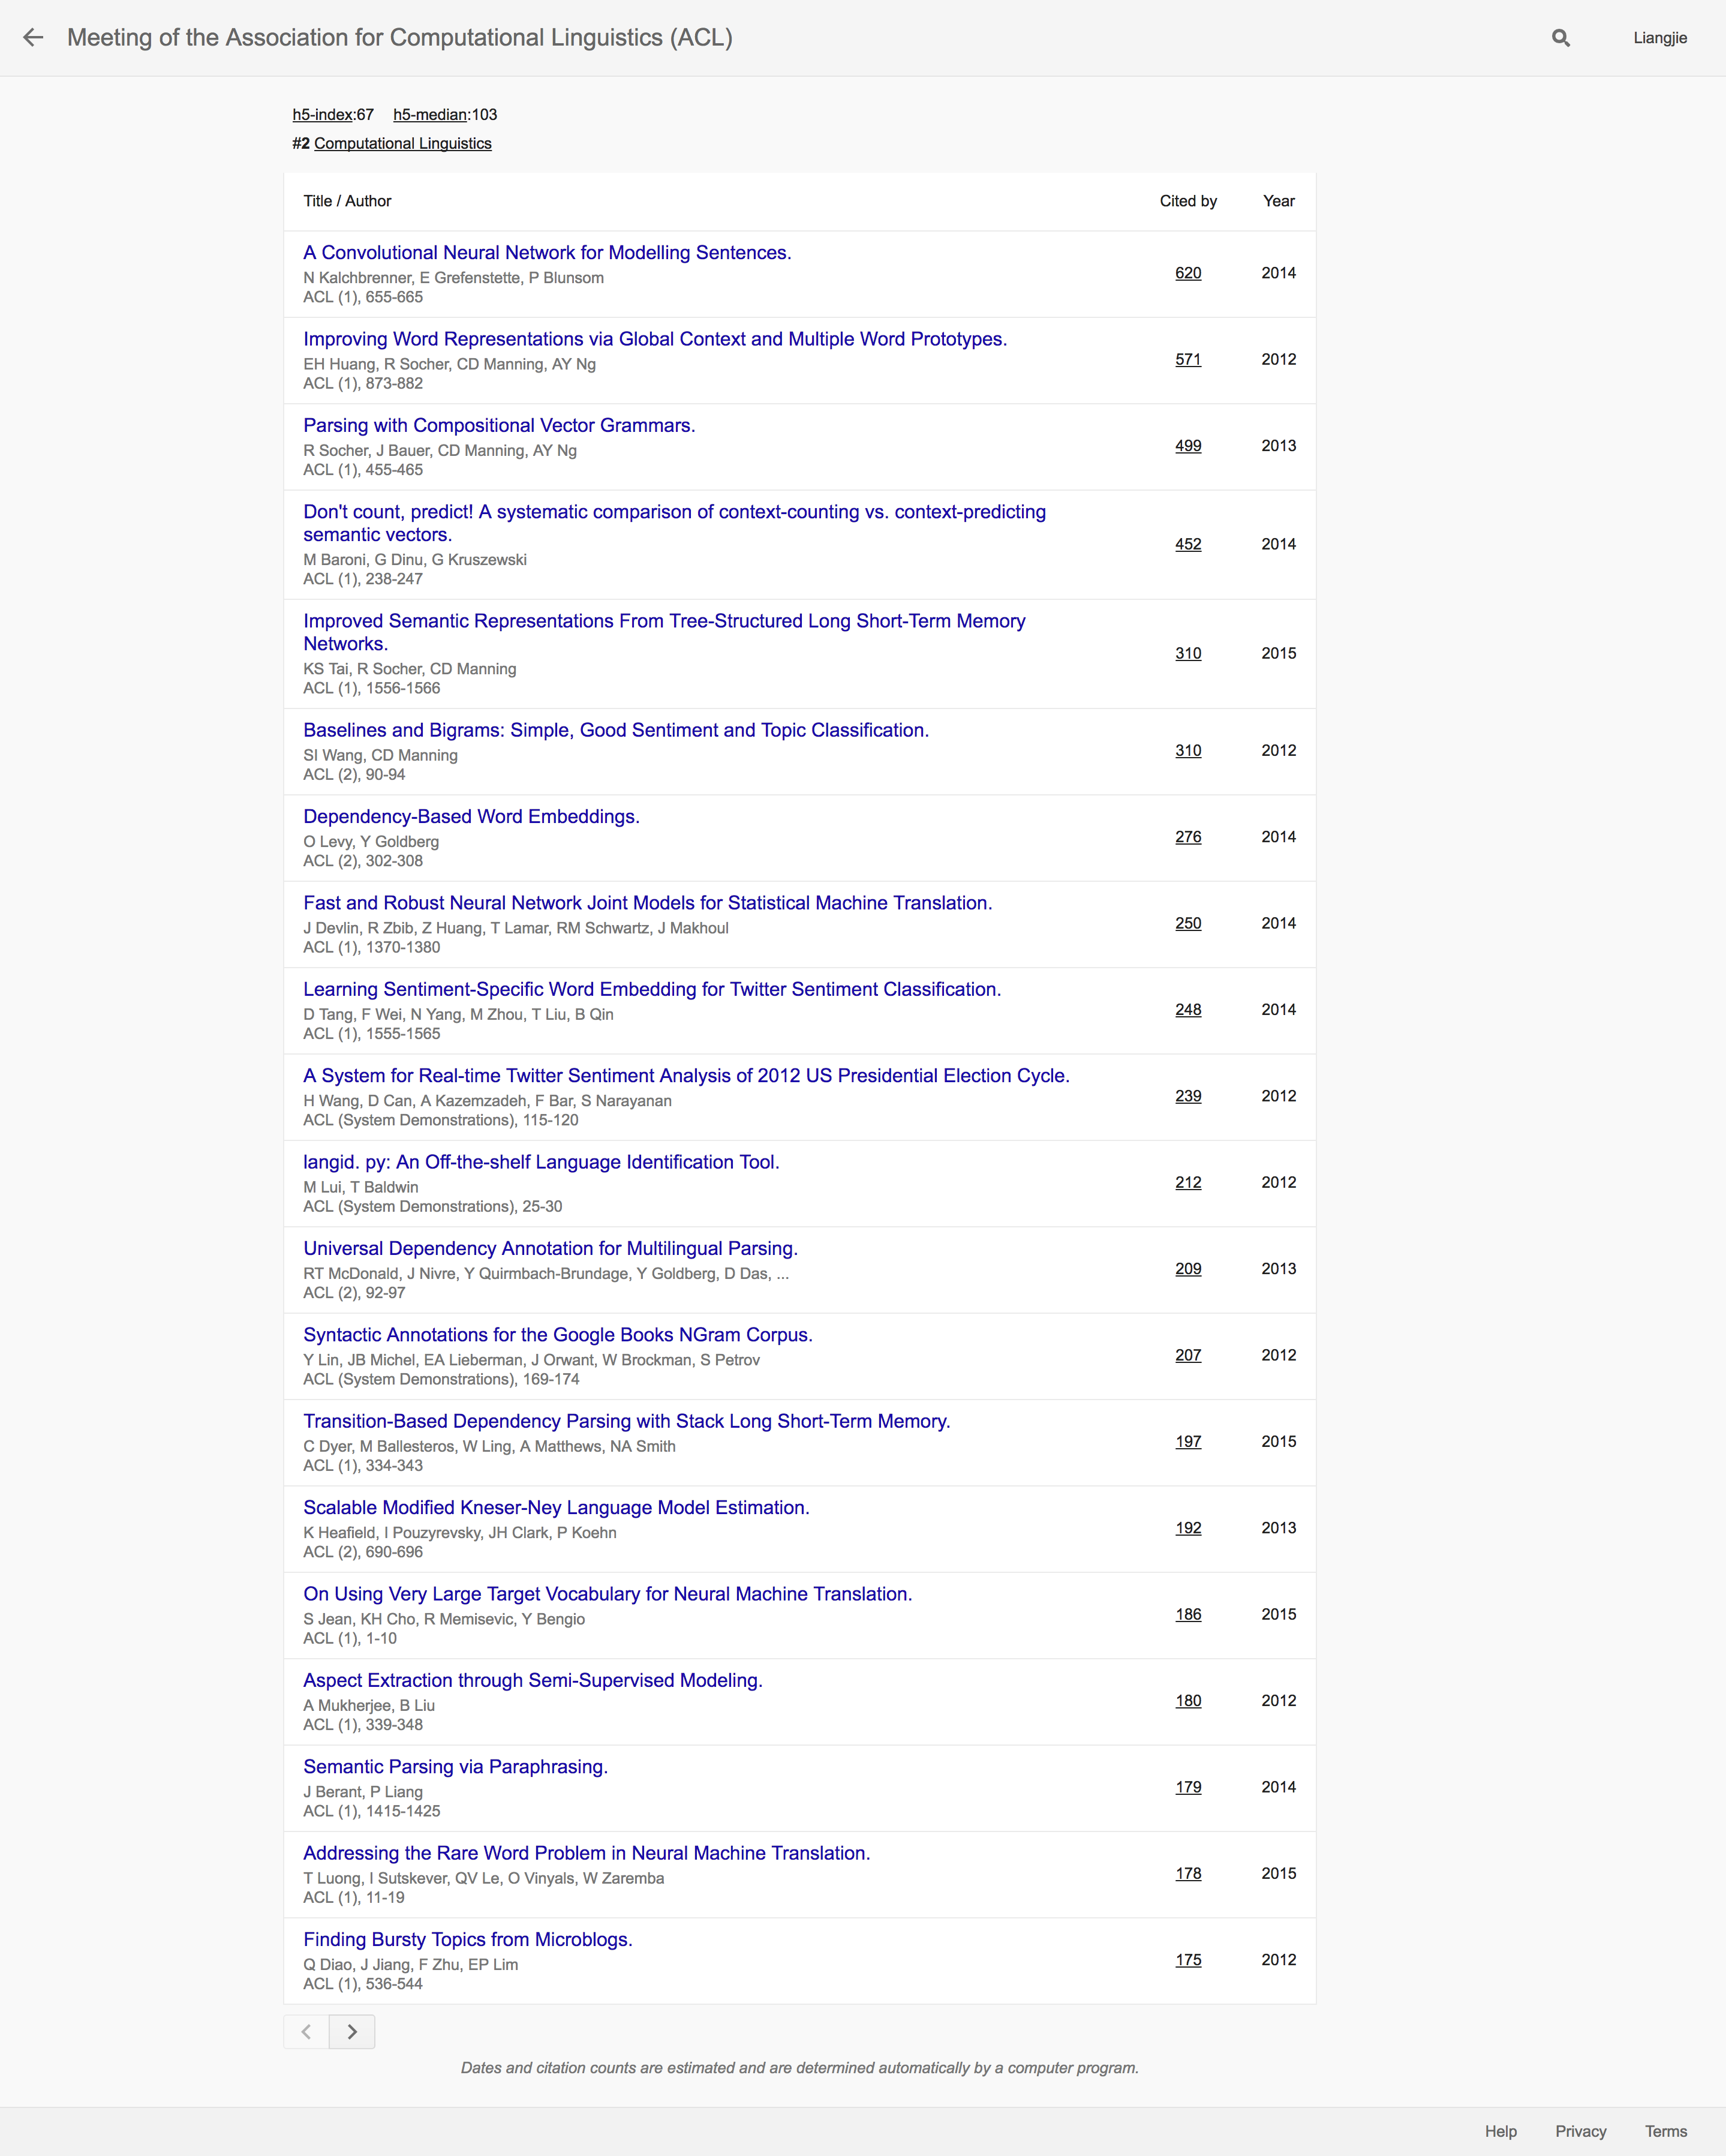 Meeting of the Association for Computational Linguistics (ACL)
Liangjie
h5-index:67 h5-median:103
#2 Computational Linguistics
Title / Author Cited by Year
A Convolutional Neural Network for Modelling Sentences.
N Kalchbrenner, E Grefenstette, P Blunsom
ACL (1), 655-665
620 2014
Improving Word Representations via Global Context and Multiple Word Prototypes.
EH Huang, R Socher, CD Manning, AY Ng
ACL (1), 873-882
571 2012
Parsing with Compositional Vector Grammars.
R Socher, J Bauer, CD Manning, AY Ng
ACL (1), 455-465
499 2013
Don't count, predict! A systematic comparison of context-counting vs. context-predicting
semantic vectors.
M Baroni, G Dinu, G Kruszewski
ACL (1), 238-247
452 2014
Improved Semantic Representations From Tree-Structured Long Short-Term Memory
Networks.
KS Tai, R Socher, CD Manning
ACL (1), 1556-1566
310 2015
Baselines and Bigrams: Simple, Good Sentiment and Topic Classification.
SI Wang, CD Manning
ACL (2), 90-94
310 2012
Dependency-Based Word Embeddings.
O Levy, Y Goldberg
ACL (2), 302-308
276 2014
Fast and Robust Neural Network Joint Models for Statistical Machine Translation.
J Devlin, R Zbib, Z Huang, T Lamar, RM Schwartz, J Makhoul
ACL (1), 1370-1380
250 2014
Learning Sentiment-Specific Word Embedding for Twitter Sentiment Classification.
D Tang, F Wei, N Yang, M Zhou, T Liu, B Qin
ACL (1), 1555-1565
248 2014
A System for Real-time Twitter Sentiment Analysis of 2012 US Presidential Election Cycle.
H Wang, D Can, A Kazemzadeh, F Bar, S Narayanan
ACL (System Demonstrations), 115-120
239 2012
langid. py: An Off-the-shelf Language Identification Tool.
M Lui, T Baldwin
ACL (System Demonstrations), 25-30
212 2012
Universal Dependency Annotation for Multilingual Parsing.
RT McDonald, J Nivre, Y Quirmbach-Brundage, Y Goldberg, D Das, ...
ACL (2), 92-97
209 2013
Syntactic Annotations for the Google Books NGram Corpus.
Y Lin, JB Michel, EA Lieberman, J Orwant, W Brockman, S Petrov
ACL (System Demonstrations), 169-174
207 2012
Transition-Based Dependency Parsing with Stack Long Short-Term Memory.
C Dyer, M Ballesteros, W Ling, A Matthews, NA Smith
ACL (1), 334-343
197 2015
Scalable Modified Kneser-Ney Language Model Estimation.
K Heafield, I Pouzyrevsky, JH Clark, P Koehn
ACL (2), 690-696
192 2013
On Using Very Large Target Vocabulary for Neural Machine Translation.
S Jean, KH Cho, R Memisevic, Y Bengio
ACL (1), 1-10
186 2015
Aspect Extraction through Semi-Supervised Modeling.
A Mukherjee, B Liu
ACL (1), 339-348
180 2012
Semantic Parsing via Paraphrasing.
J Berant, P Liang
ACL (1), 1415-1425
179 2014
Addressing the Rare Word Problem in Neural Machine Translation.
T Luong, I Sutskever, QV Le, O Vinyals, W Zaremba
ACL (1), 11-19
178 2015
Finding Bursty Topics from Microblogs.
Q Diao, J Jiang, F Zhu, EP Lim
ACL (1), 536-544
175 2012
Dates and citation counts are estimated and are determined automatically by a computer program.
Help Privacy Terms